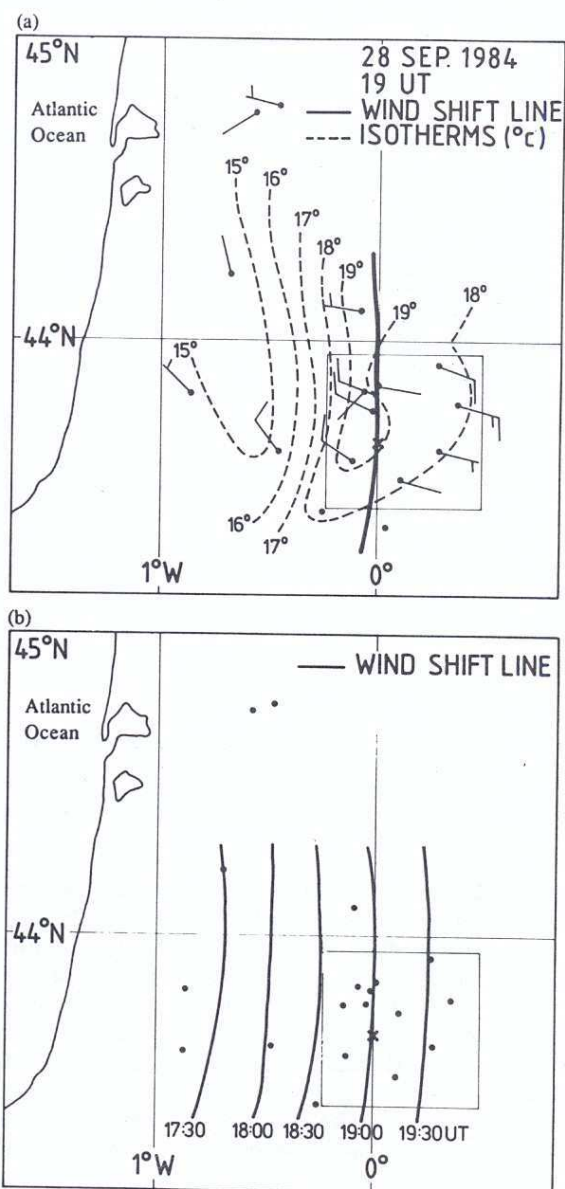 (a)
45°N
28 SEP. 1984
19 UT
WIND SHIFT LINE
ISOTHERMS (°c)
Atlantic
Ocean
15°
16°
17°
18°
19°
19°
18°
44°N
15°
16°
17°
1°W
0°
(b)
45°N
WIND SHIFT LINE
Atlantic
Ocean
44°N
17:30
18:00
18:30
19:00
19:30 UT
1°W
0°